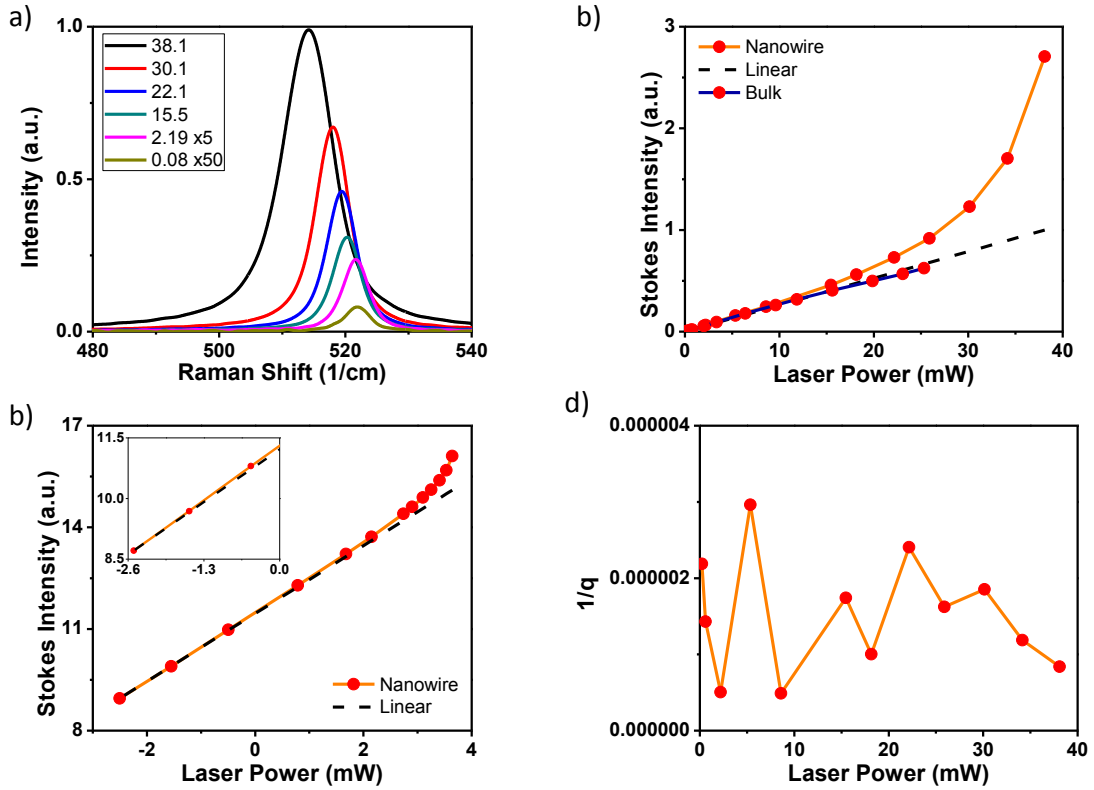 a)
1.0
0.5
0.0
Intensity (a.u.)
38.1
30.1
22.1
15.5
2.19 x5
0.08 x50
480 500 520 540
Raman Shift (1/cm)
b)
3
2
1
0
Stokes Intensity (a.u.)
Nanowire
Linear
Bulk
0 10 20 30 40
Laser Power (mW)
b)
17
14
11
8
Stokes Intensity (a.u.)
11.5
10.0
8.5
-2.6 -1.3 0.0
Nanowire
Linear
-2 0 2 4
Laser Power (mW)
d)
0.000004
0.000002
0.000000
1/q
0 10 20 30 40
Laser Power (mW)